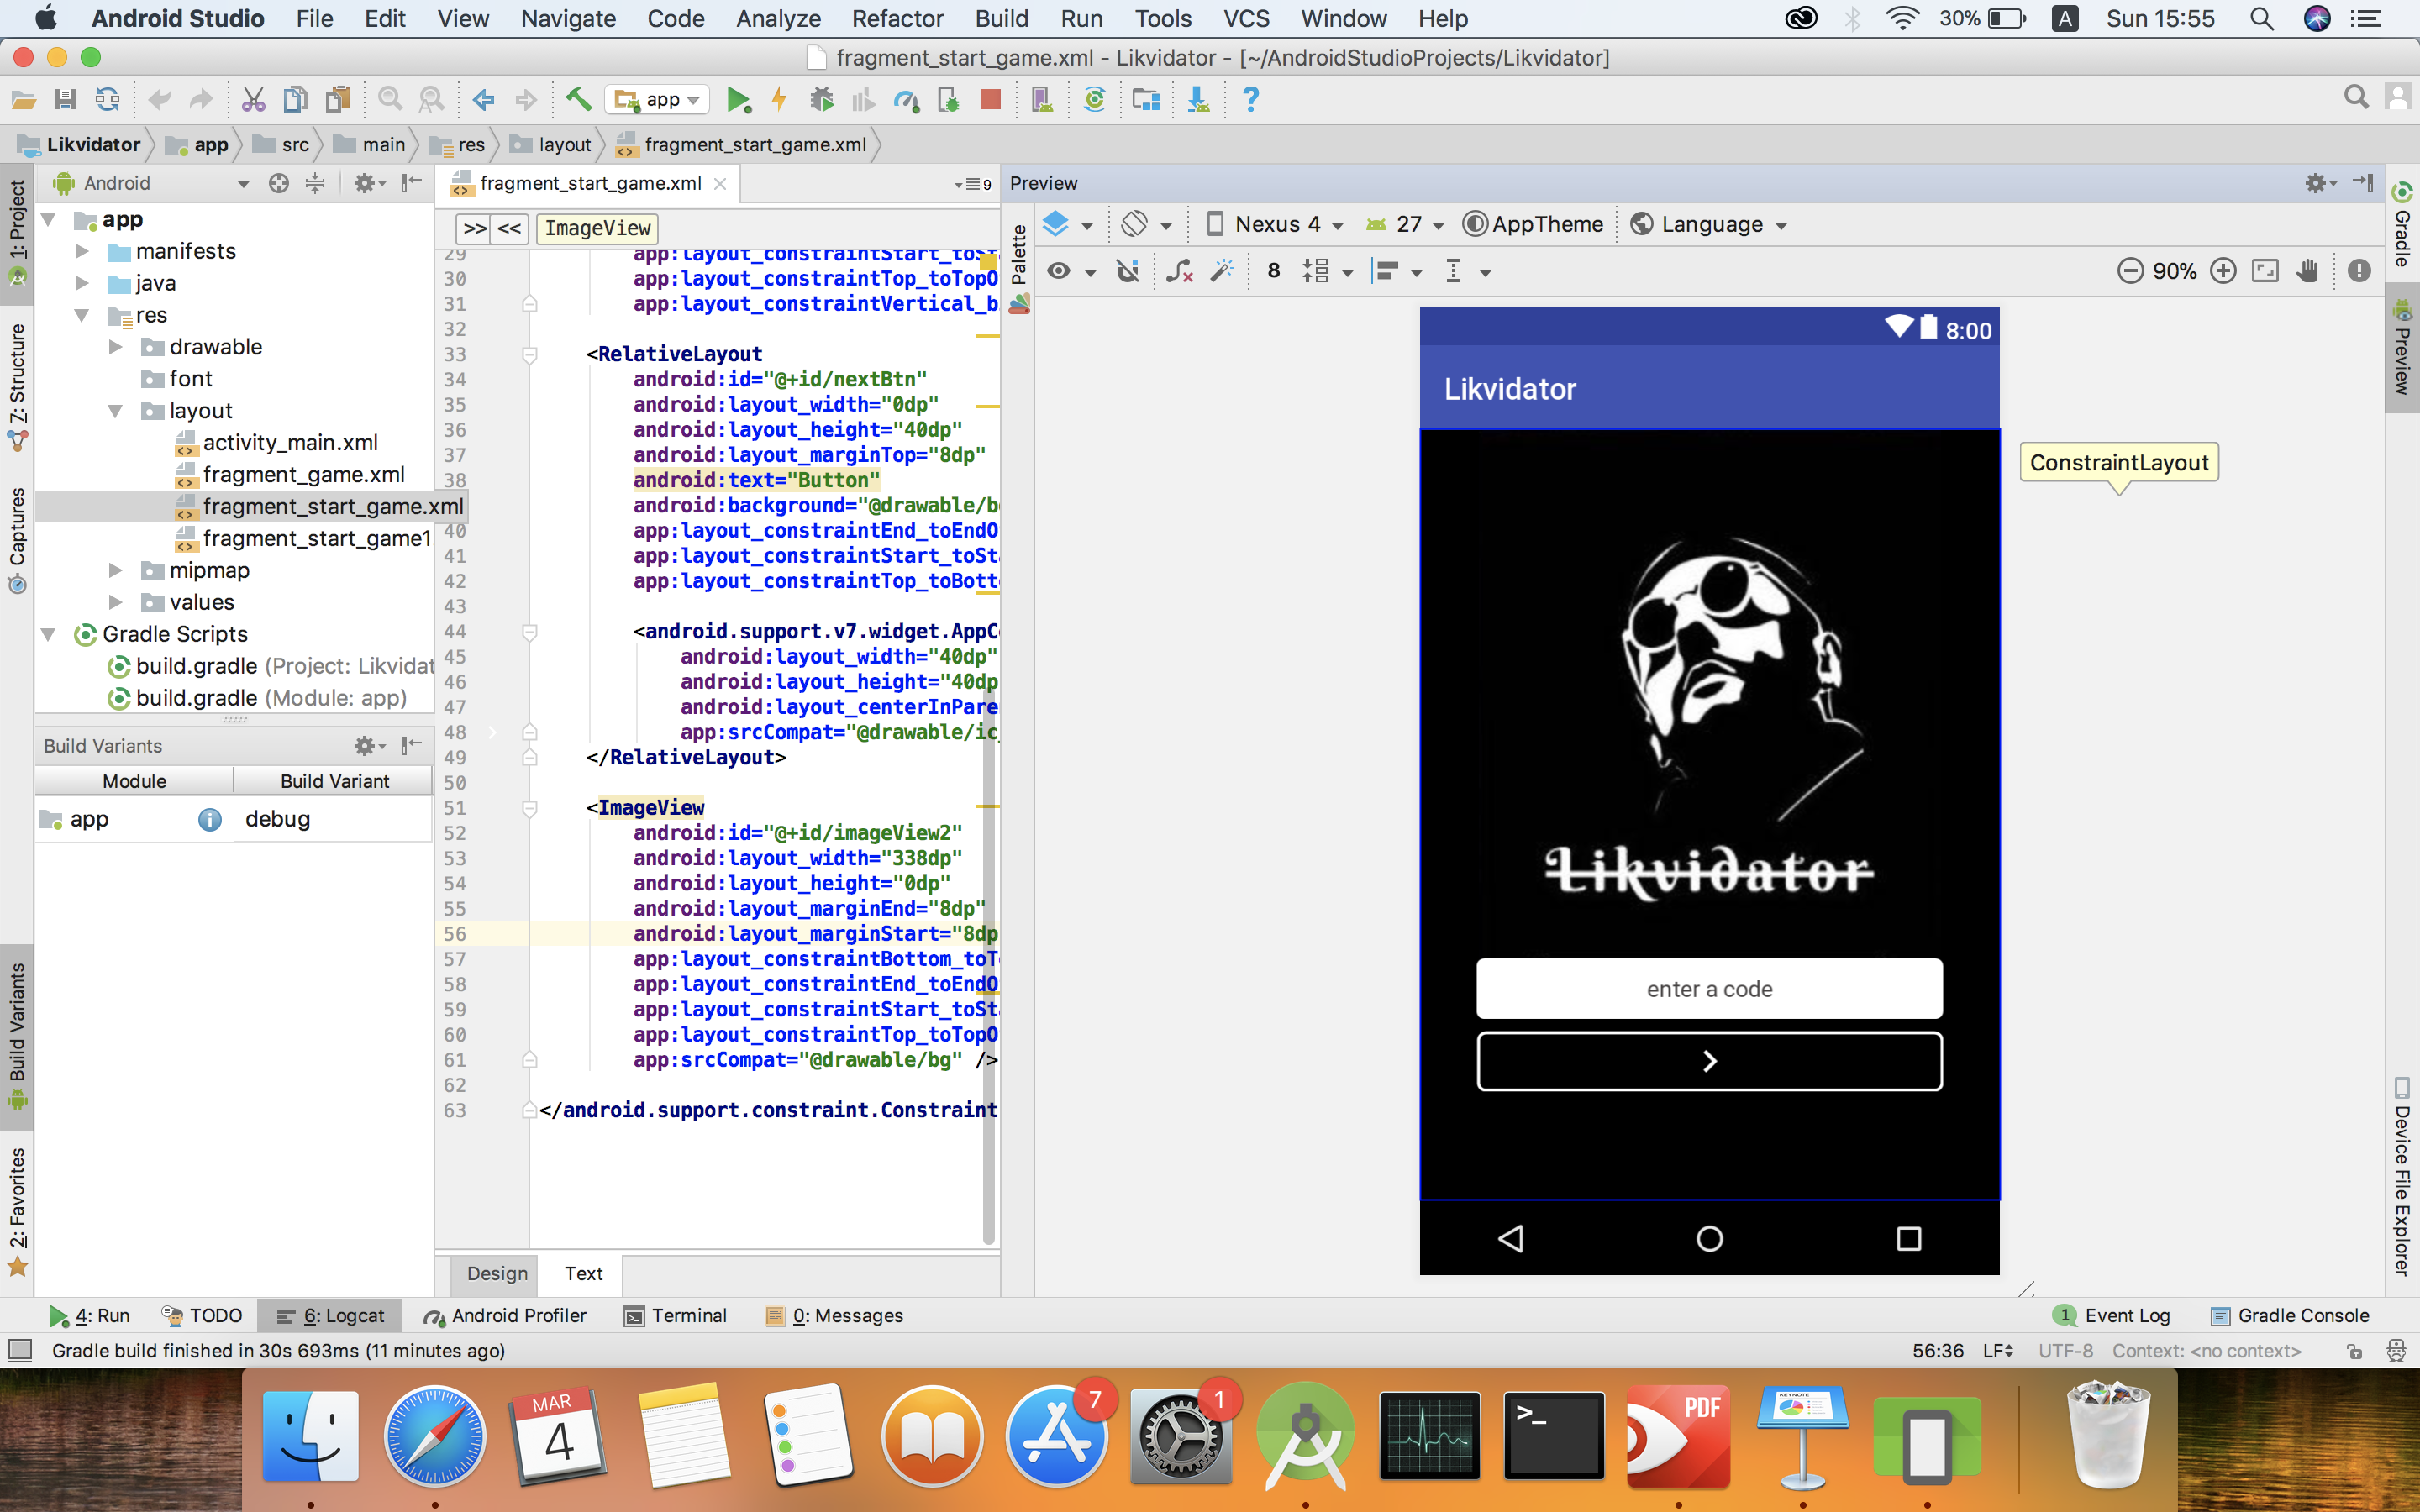 Android Studio File Edit View Navigate Code Analyze Refactor Build Run Tools VCS Window Help 30% A Sun 15:55
fragment_start_game.xml - Likvidator - [~/AndroidStudioProjects/Likvidator]
app
Likvidator app src main res layout fragment_start_game.xml
1: Project
7: Structure
Captures
Build Variants
2: Favorites
Android
app
manifests
java
res
drawable
font
layout
activity_main.xml
fragment_game.xml
fragment_start_game.xml
fragment_start_game1
mipmap
values
Gradle Scripts
build.gradle (Project: Likvidat
build.gradle (Module: app)
Build Variants
Module Build Variant
app debug
fragment_start_game.xml
9
>> << ImageView
29 app:layout_constraintStart_toSta
30 app:layout_constraintTop_toTopO
31 app:layout_constraintVertical_b
32
33 <RelativeLayout
34 android:id="@+id/nextBtn"
35 android:layout_width="0dp"
36 android:layout_height="40dp"
37 android:layout_marginTop="8dp"
38 android:text="Button"
android:background="@drawable/b
40 app:layout_constraintEnd_toEndO
41 app:layout_constraintStart_toSta
42 app:layout_constraintTop_toBott
43
44 <android.support.v7.widget.AppC
45 android:layout_width="40dp"
46 android:layout_height="40dp
47 android:layout_centerInPare
48 app:srcCompat="@drawable/ic_
49 </RelativeLayout>
50
51 <ImageView
52 android:id="@+id/imageView2"
53 android:layout_width="338dp"
54 android:layout_height="0dp"
55 android:layout_marginEnd="8dp"
56 android:layout_marginStart="8dp
57 app:layout_constraintBottom_toT
58 app:layout_constraintEnd_toEndO
59 app:layout_constraintStart_toSta
60 app:layout_constraintTop_toTopO
61 app:srcCompat="@drawable/bg" />
62
63 </android.support.constraint.Constraint
Design Text
Preview
Palette
Nexus 4 27 AppTheme Language
8 90%
8:00
Likvidator
ConstraintLayout
Likvidator
enter a code
Gradle
Preview
Device File Explorer
4: Run TODO 6: Logcat Android Profiler Terminal 0: Messages 1 Event Log Gradle Console
Gradle build finished in 30s 693ms (11 minutes ago) 56:36 LF UTF-8 Context: <no context>
MAR
4
7
1
>_
PDF
KEYNOTE